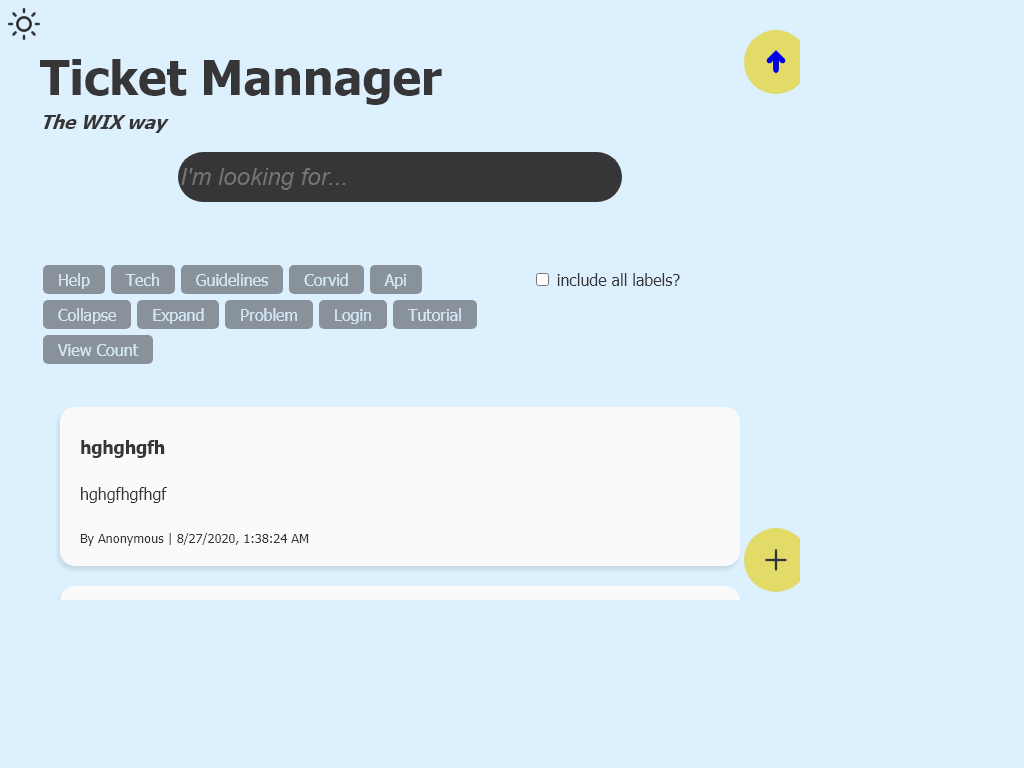 Ticket Mannager
The WIX way
I'm looking for...
Help Tech Guidelines Corvid Api
include all labels?
Collapse Expand Problem Login Tutorial
View Count
hghghgfh
hghgfhgfhgf
By Anonymous | 8/27/2020, 1:38:24 AM